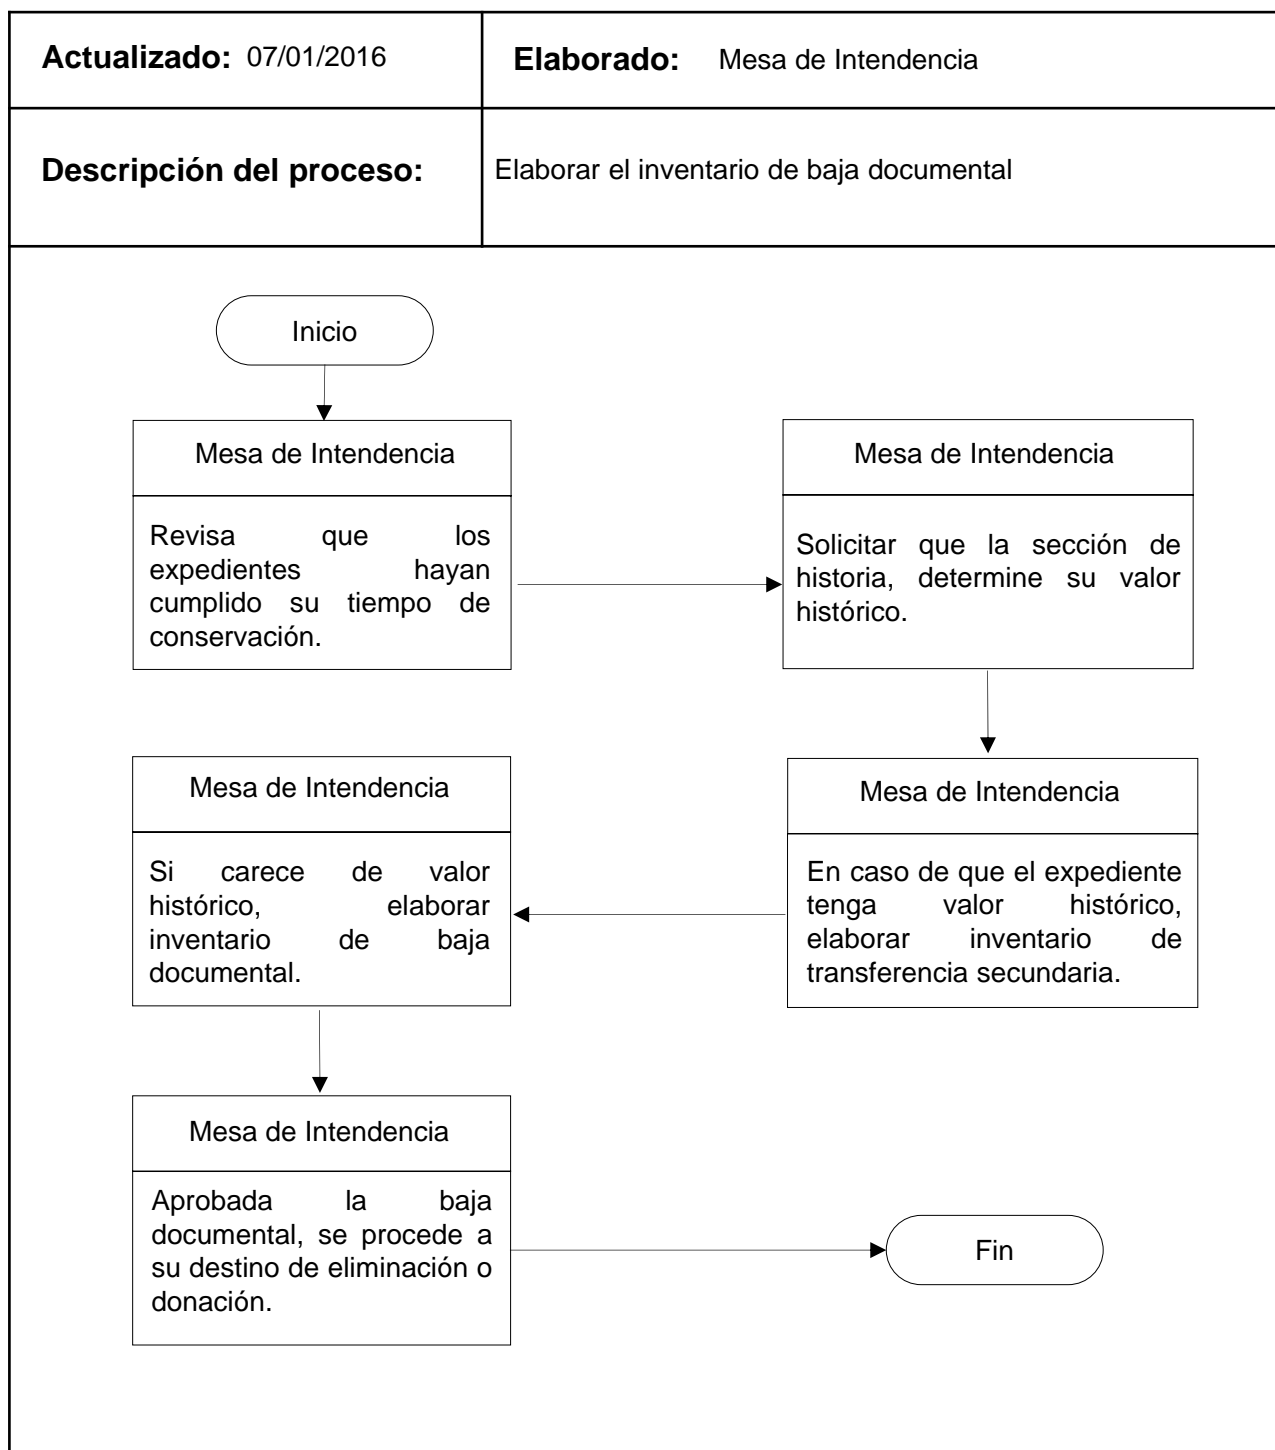 Actualizado: 07/01/2016
Elaborado: Mesa de Intendencia
Descripción del proceso:
Elaborar el inventario de baja documental
Inicio
Mesa de Intendencia
Revisa que los
expedientes hayan
cumplido su tiempo de
conservación.
Mesa de Intendencia
Solicitar que la sección de
historia, determine su valor
histórico.
Mesa de Intendencia
En caso de que el expediente
tenga valor histórico,
elaborar inventario de
transferencia secundaria.
Mesa de Intendencia
Si carece de valor
histórico, elaborar
inventario de baja
documental.
Mesa de Intendencia
Aprobada la baja
documental, se procede a
su destino de eliminación o
donación.
Fin